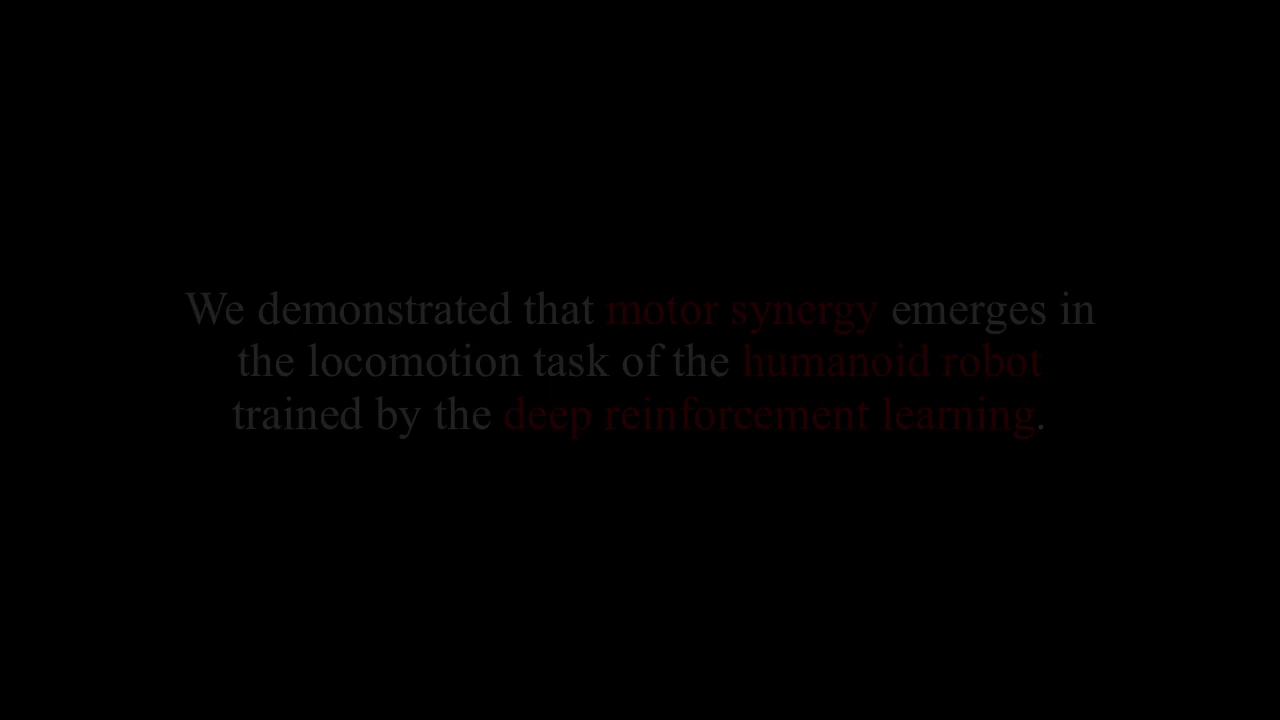 We demonstrated that motor synergy emerges in
the locomotion task of the humanoid robot
trained by the deep reinforcement learning.